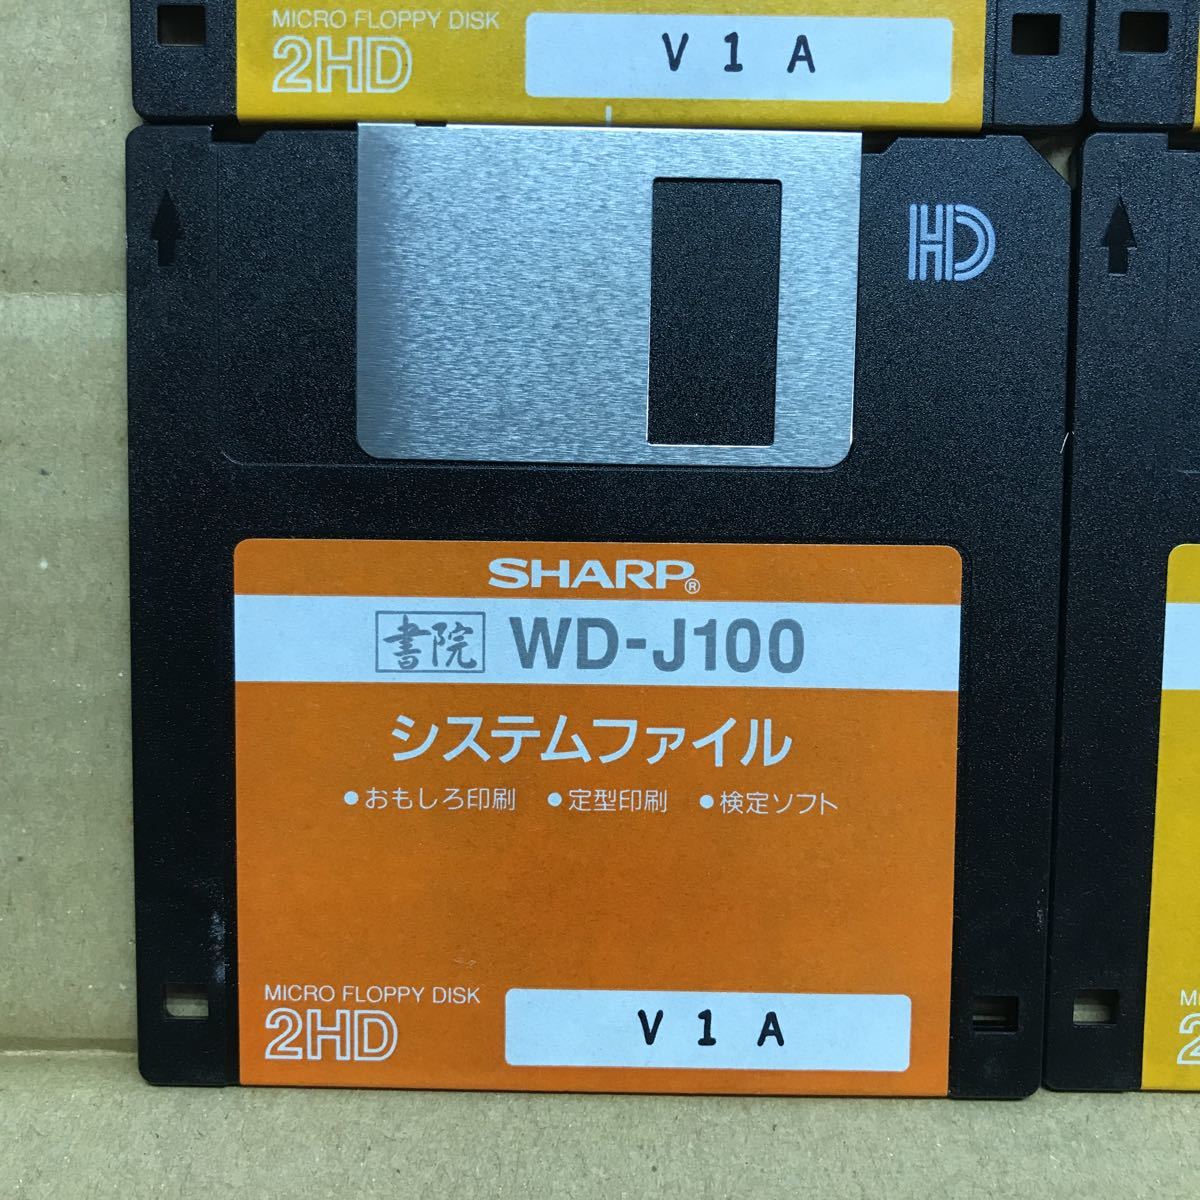 MICRO FLOPPY DISK
2HD
V 1 A
HD
SHARP®
書院 WD-J100
システムファイル
●おもしろ印刷 ●定型印刷 ●検定ソフト
MICRO FLOPPY DISK
2HD
V 1 A